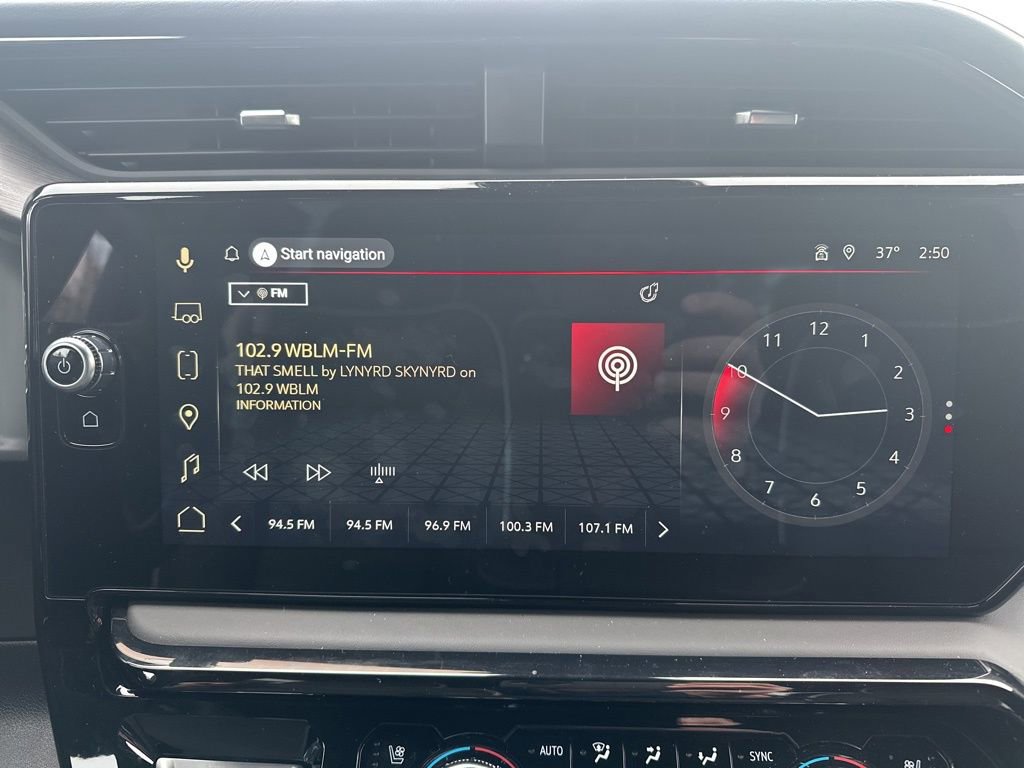 Start navigation
37° 2:50
FM
102.9 WBLM-FM
THAT SMELL by LYNYRD SKYNYRD on
102.9 WBLM
INFORMATION
94.5 FM 94.5 FM 96.9 FM 100.3 FM 107.1 FM
12
1
2
3
4
5
6
7
8
9
10
11
AUTO
SYNC